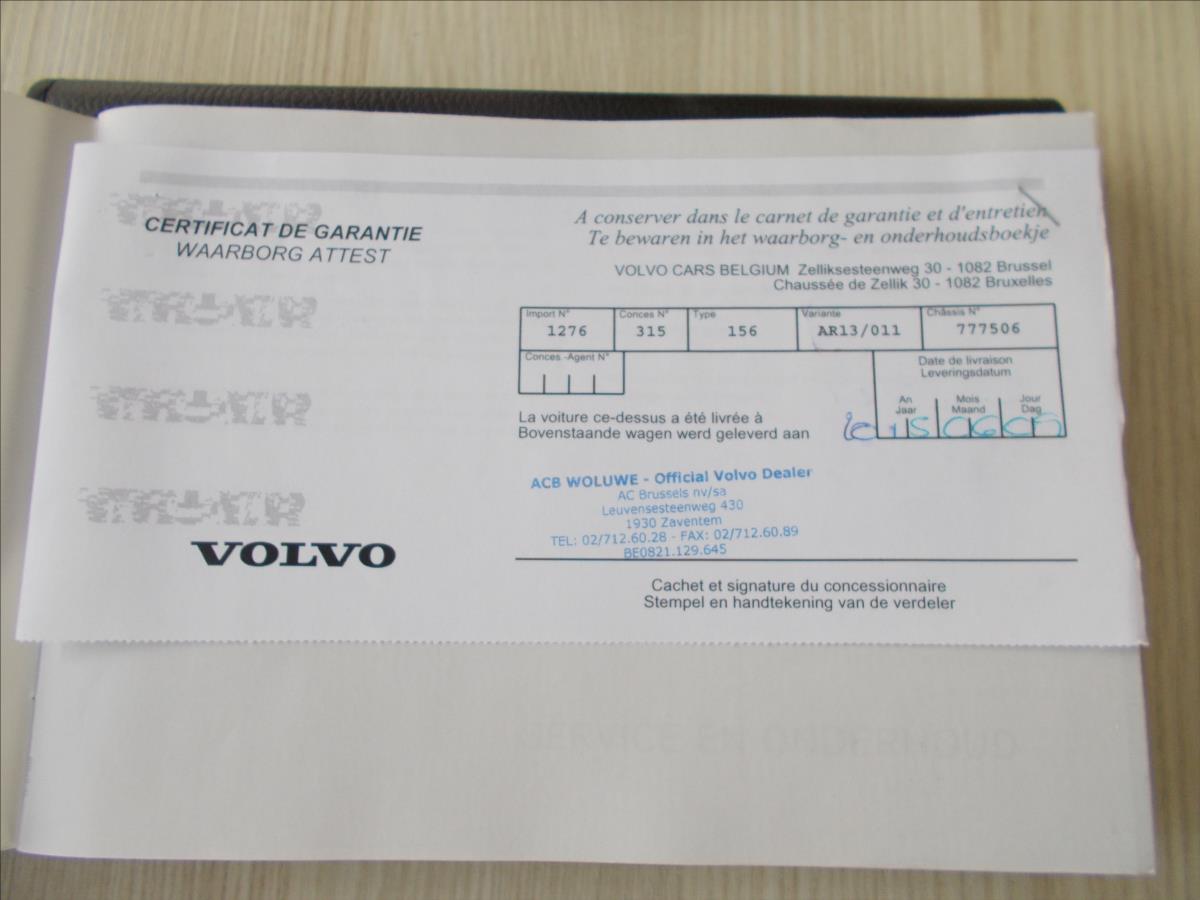 CERTIFICAT DE GARANTIE
WAARBORG ATTEST
A conserver dans le carnet de garantie et d'entretien
Te bewaren in het waarborg- en onderhoudsboekje
VOLVO CARS BELGIUM Zelliksesteenweg 30 - 1082 Brussel
Chaussée de Zellik 30 - 1082 Bruxelles
Import N° Conces N° Type Variante Châssis N°
1276 315 156 AR13/011 777506
Conces.-Agent N°
Date de livraison
Leveringsdatum
An Mois Jour
Jaar Maand Dag
La voiture ce-dessus a été livrée à
Bovenstaande wagen werd geleverd aan
ACB WOLUWE - Official Volvo Dealer
AC Brussels nv/sa
Leuvensesteenweg 430
1930 Zaventem
TEL: 02/712.60.28 - FAX: 02/712.60.89
BE0821.129.645
VOLVO
Cachet et signature du concessionnaire
Stempel en handtekening van de verdeler
SERVICE EN ONDERHOUD